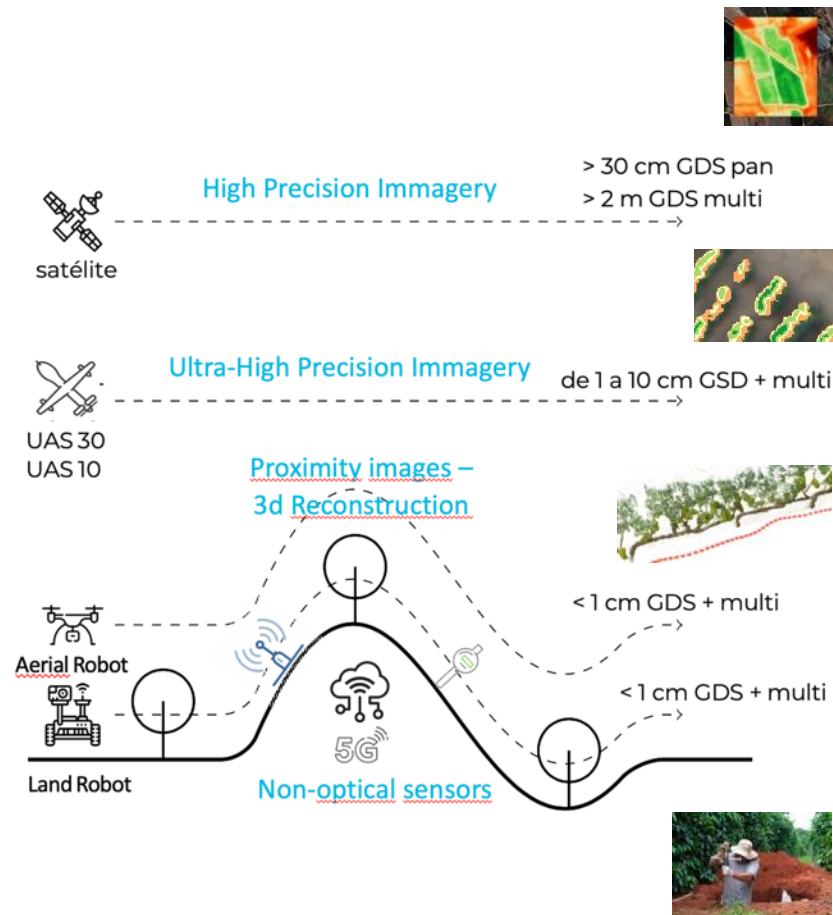 High Precision Immagery
> 30 cm GDS pan
> 2 m GDS multi
satélite
Ultra-High Precision Immagery
de 1 a 10 cm GSD + multi
UAS 30
UAS 10
Proximity images –
3d Reconstruction
< 1 cm GDS + multi
Aerial Robot
< 1 cm GDS + multi
5G
Land Robot
Non-optical sensors